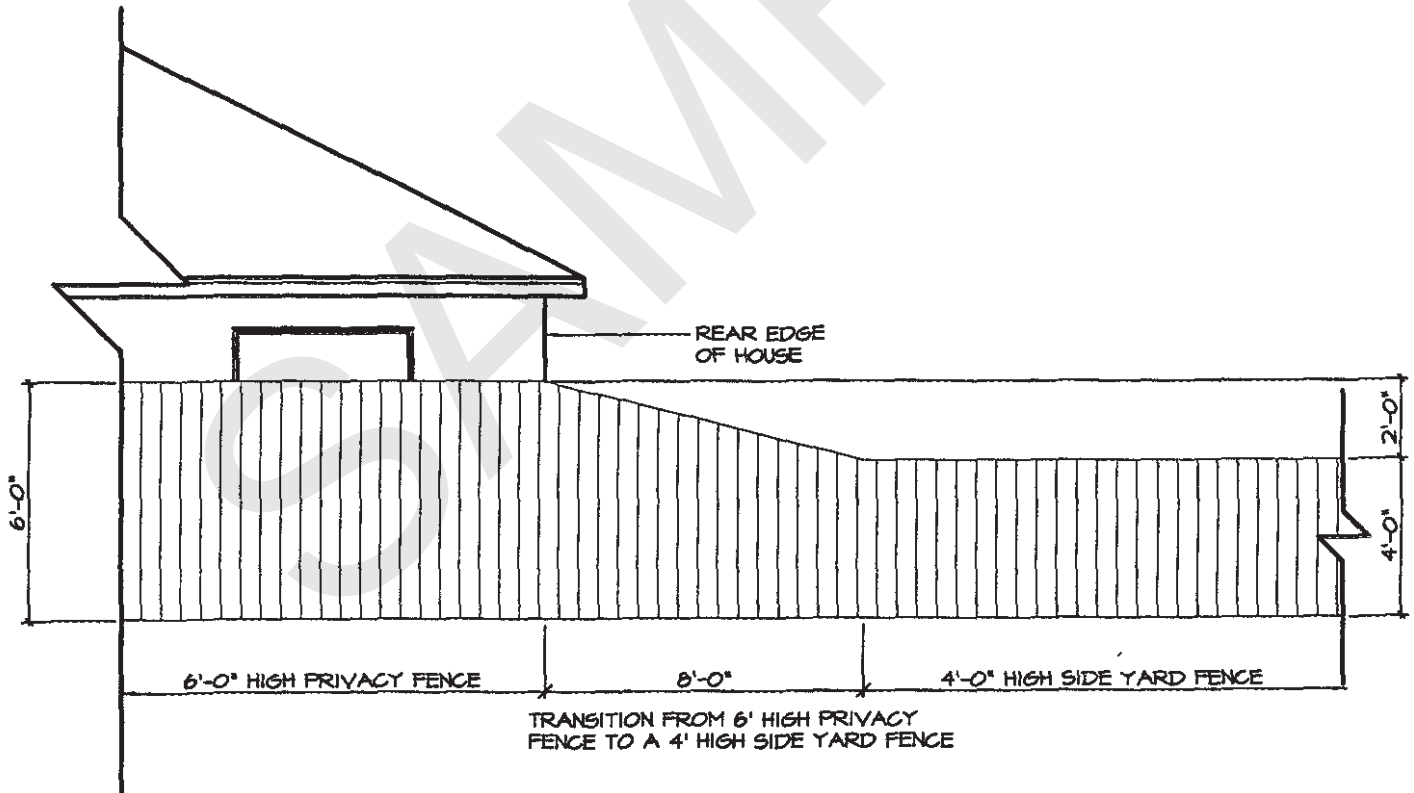 SAMP
REAR EDGE
OF HOUSE
6'-0"
2'-0"
4'-0"
6'-0" HIGH PRIVACY FENCE
8'-0"
4'-0" HIGH SIDE YARD FENCE
TRANSITION FROM 6' HIGH PRIVACY
FENCE TO A 4' HIGH SIDE YARD FENCE